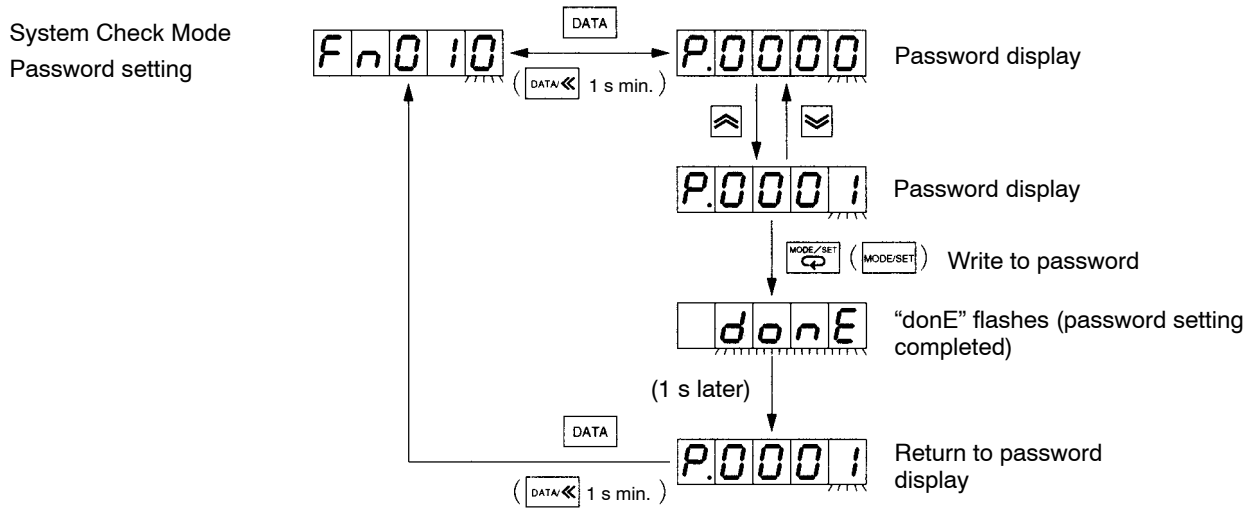 System Check Mode
Password setting
Fn010
DATA
( DATA/≪ 1 s min. )
P.0000
Password display
P.0001
Password display
MODE/SET ( MODE/SET ) Write to password
donE
“donE” flashes (password setting
completed)
(1 s later)
DATA
( DATA/≪ 1 s min. )
P.0001
Return to password
display